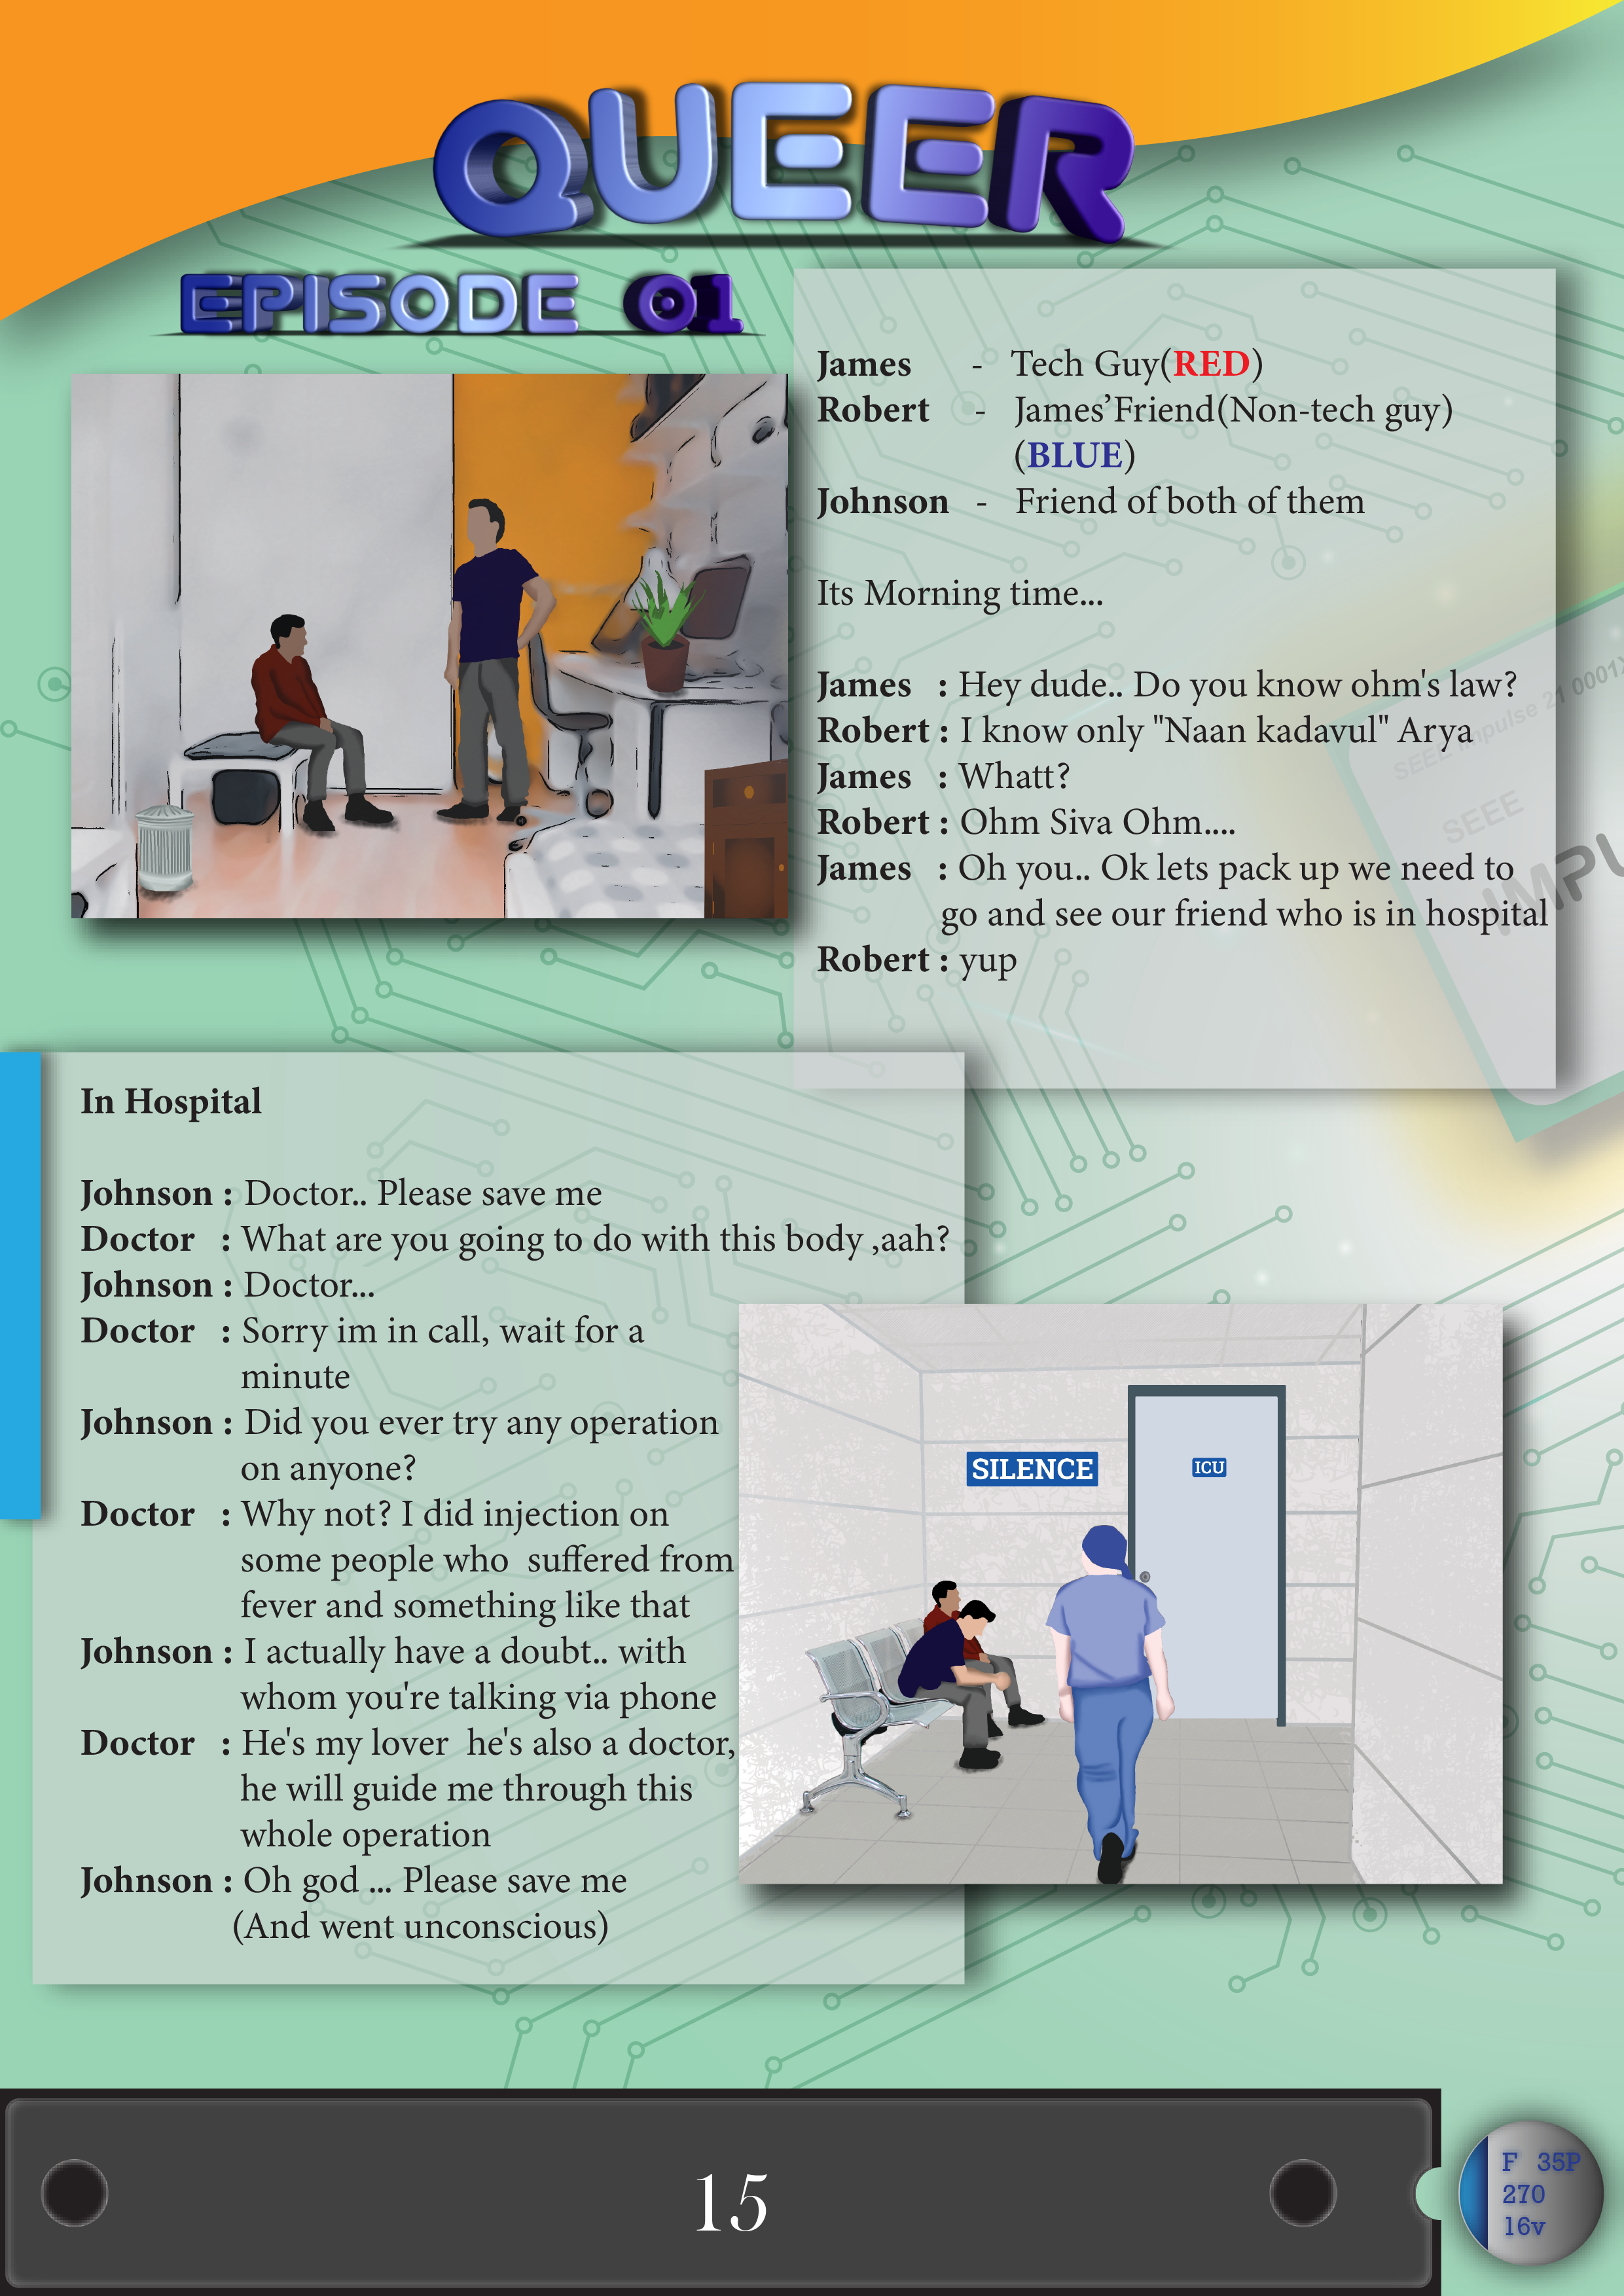 QUEER
EPISODE 01
James - Tech Guy(RED)
Robert - James’Friend(Non-tech guy)
(BLUE)
Johnson - Friend of both of them
Its Morning time...
James : Hey dude.. Do you know ohm's law?
Robert : I know only "Naan kadavul" Arya
James : Whatt?
Robert : Ohm Siva Ohm....
James : Oh you.. Ok lets pack up we need to
go and see our friend who is in hospital
Robert : yup
SEEE Impulse 21 0001
SEEE
IMPU
In Hospital
Johnson : Doctor.. Please save me
Doctor : What are you going to do with this body ,aah?
Johnson : Doctor...
Doctor : Sorry im in call, wait for a
minute
Johnson : Did you ever try any operation
on anyone?
Doctor : Why not? I did injection on
some people who  suffered from
fever and something like that
Johnson : I actually have a doubt.. with
whom you're talking via phone
Doctor : He's my lover  he's also a doctor,
he will guide me through this
whole operation
Johnson : Oh god ... Please save me
(And went unconscious)
SILENCE
ICU
15
F 35P
270
16v